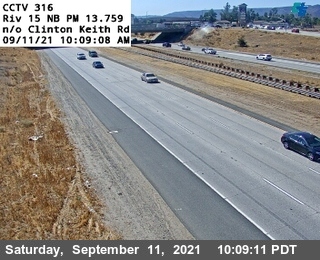 CCTV 316
Riv 15 NB PM 13.759
n/o Clinton Keith Rd
09/11/21 10:09:08 AM
Saturday, September 11, 2021 10:09:11 PDT